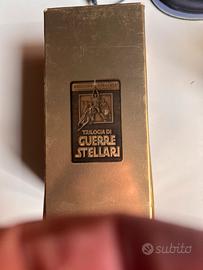 TRILOGIA DI
GUERRE
STELLARI
subito